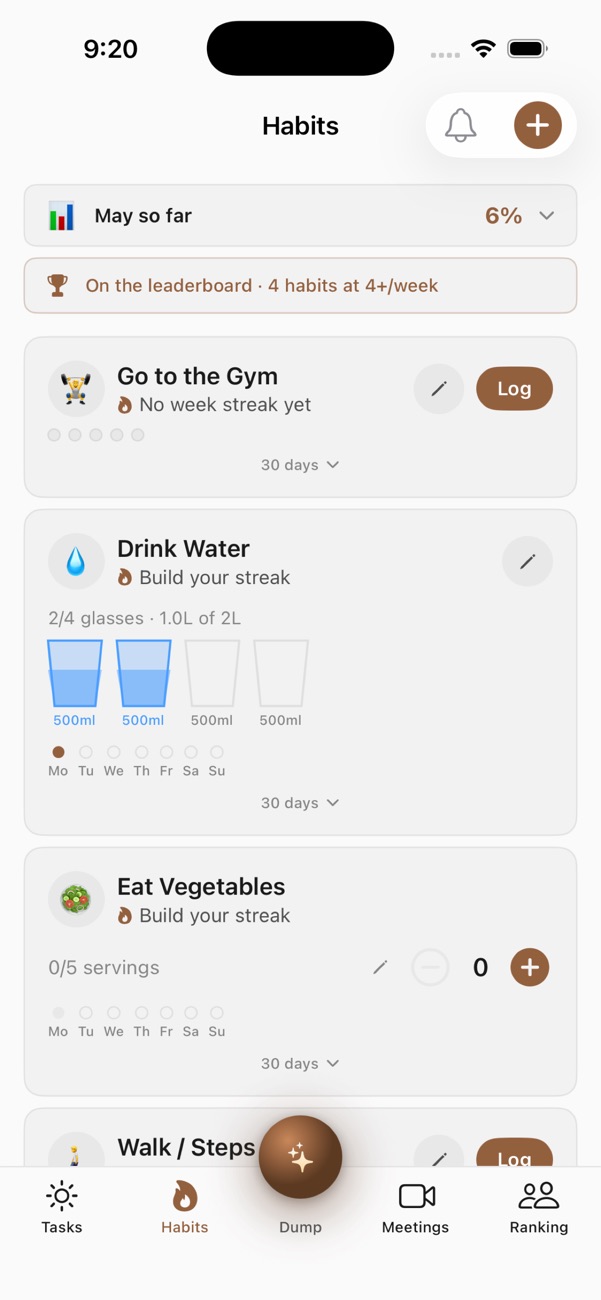 9:20
Habits
May so far
6%
On the leaderboard · 4 habits at 4+/week
Go to the Gym
No week streak yet
Log
30 days
Drink Water
Build your streak
2/4 glasses · 1.0L of 2L
500ml 500ml 500ml 500ml
Mo Tu We Th Fr Sa Su
30 days
Eat Vegetables
Build your streak
0/5 servings
0
Mo Tu We Th Fr Sa Su
30 days
Walk / Steps
Log
Tasks Habits Dump Meetings Ranking